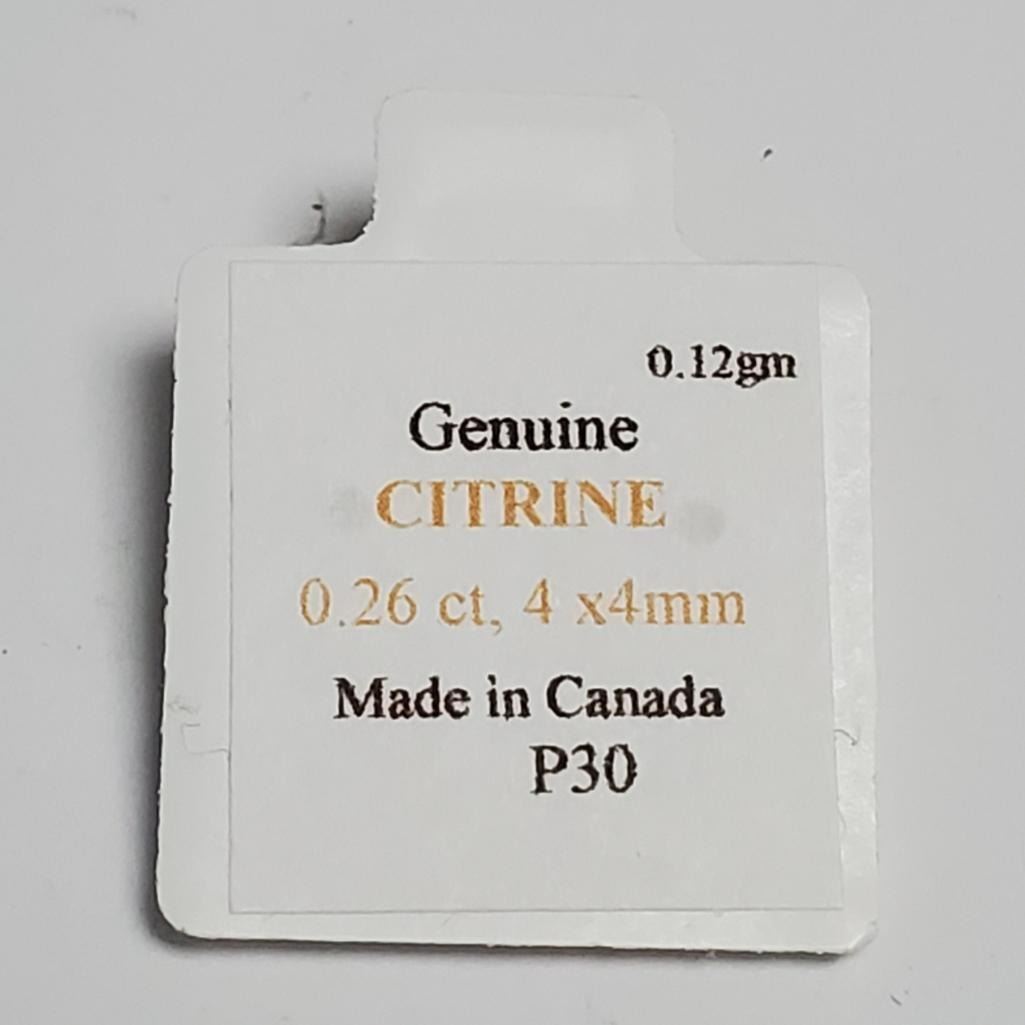 0.12gm
Genuine
CITRINE
0.26 ct, 4 x4mm
Made in Canada
P30